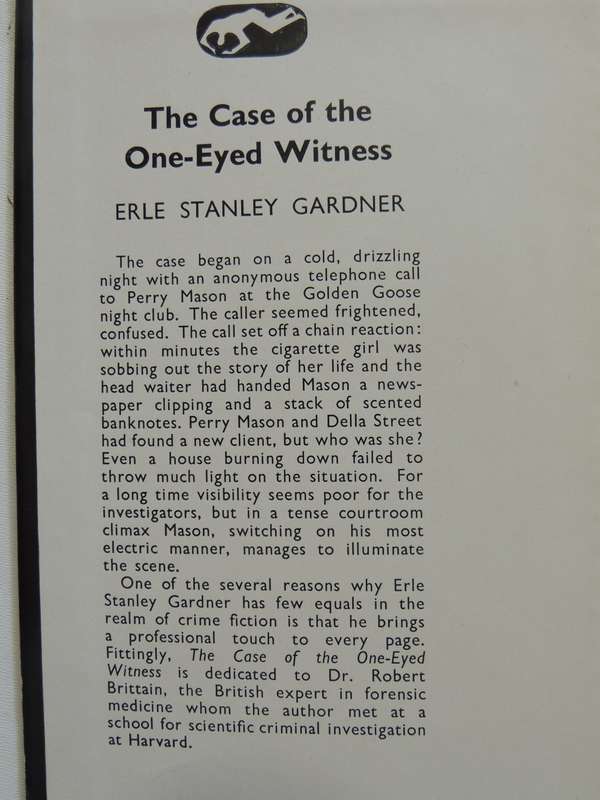 The Case of the
One-Eyed Witness
ERLE STANLEY GARDNER
The case began on a cold, drizzling
night with an anonymous telephone call
to Perry Mason at the Golden Goose
night club. The caller seemed frightened,
confused. The call set off a chain reaction:
within minutes the cigarette girl was
sobbing out the story of her life and the
head waiter had handed Mason a news-
paper clipping and a stack of scented
banknotes. Perry Mason and Della Street
had found a new client, but who was she?
Even a house burning down failed to
throw much light on the situation. For
a long time visibility seems poor for the
investigators, but in a tense courtroom
climax Mason, switching on his most
electric manner, manages to illuminate
the scene.
One of the several reasons why Erle
Stanley Gardner has few equals in the
realm of crime fiction is that he brings
a professional touch to every page.
Fittingly, The Case of the One-Eyed
Witness is dedicated to Dr. Robert
Brittain, the British expert in forensic
medicine whom the author met at a
school for scientific criminal investigation
at Harvard.